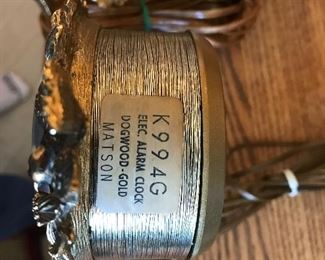 K994G
ELEC. ALARM CLOCK
DOGWOOD-GOLD
MATSON